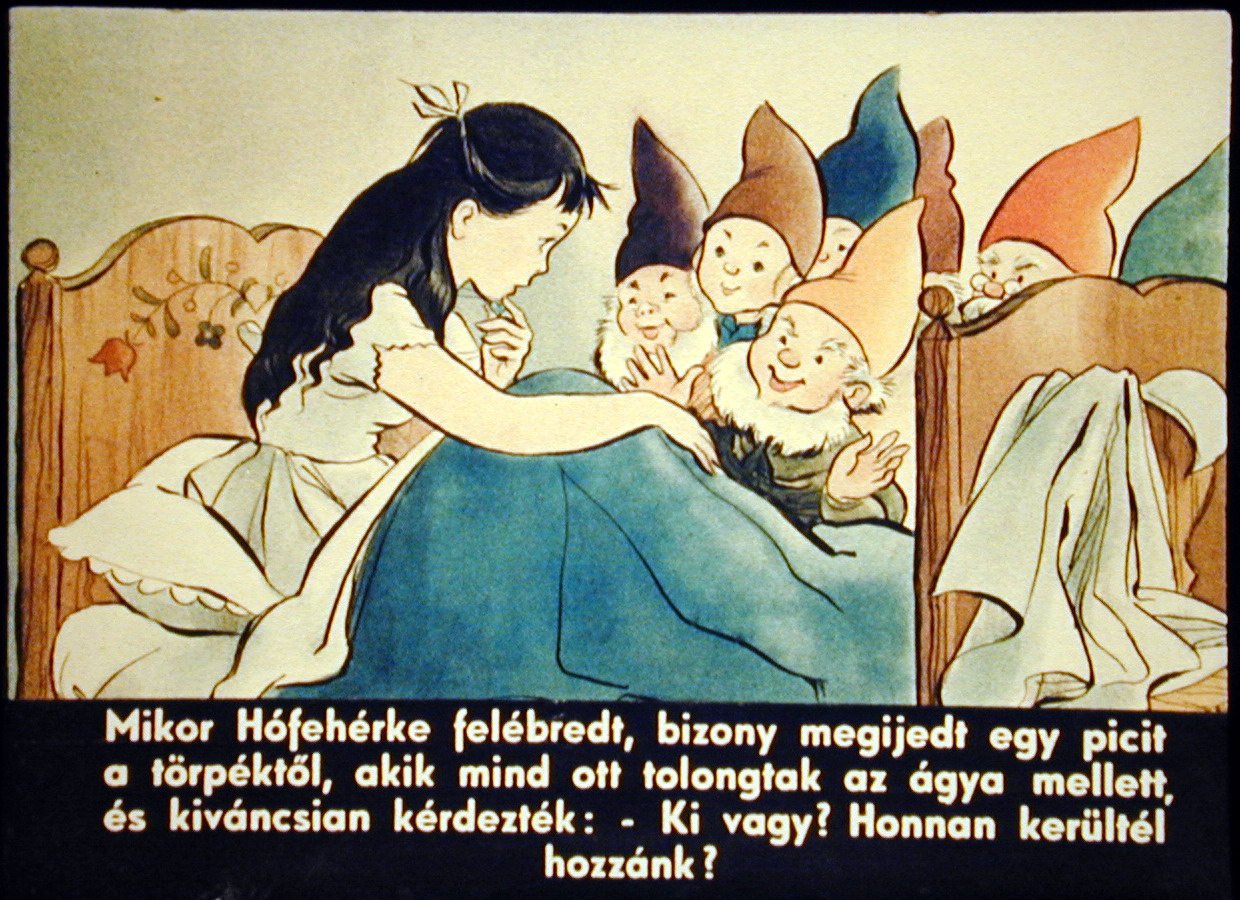 Mikor Hófehérke felébredt, bizony megijedt egy picit
a törpéktől, akik mind ott tolongtak az ágya mellett,
és kiváncsian kérdezték: - Ki vagy? Honnan kerültél
hozzánk?